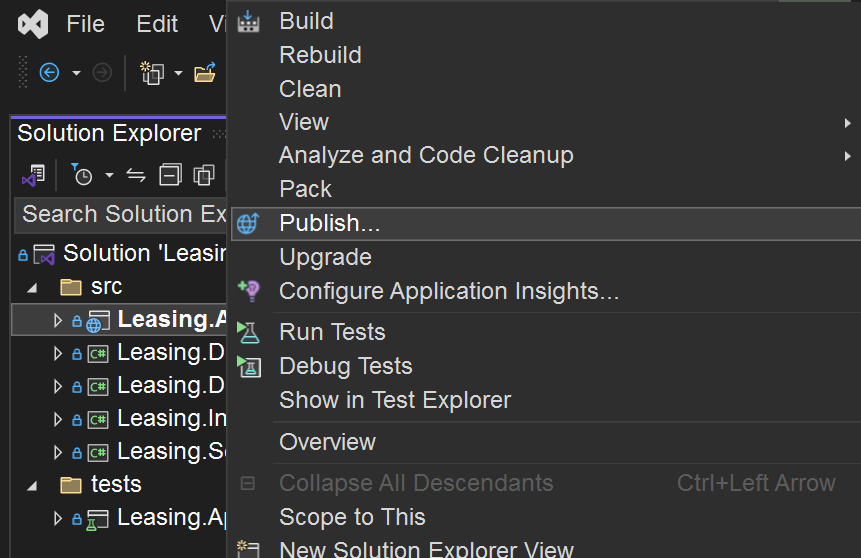 File Edit Vi
Solution Explorer
Search Solution Ex
Solution 'Leasin
src
Leasing.A
Leasing.D
Leasing.D
Leasing.In
Leasing.Se
tests
Leasing.Ap
Build
Rebuild
Clean
View
Analyze and Code Cleanup
Pack
Publish...
Upgrade
Configure Application Insights...
Run Tests
Debug Tests
Show in Test Explorer
Overview
Collapse All Descendants Ctrl+Left Arrow
Scope to This
New Solution Explorer View